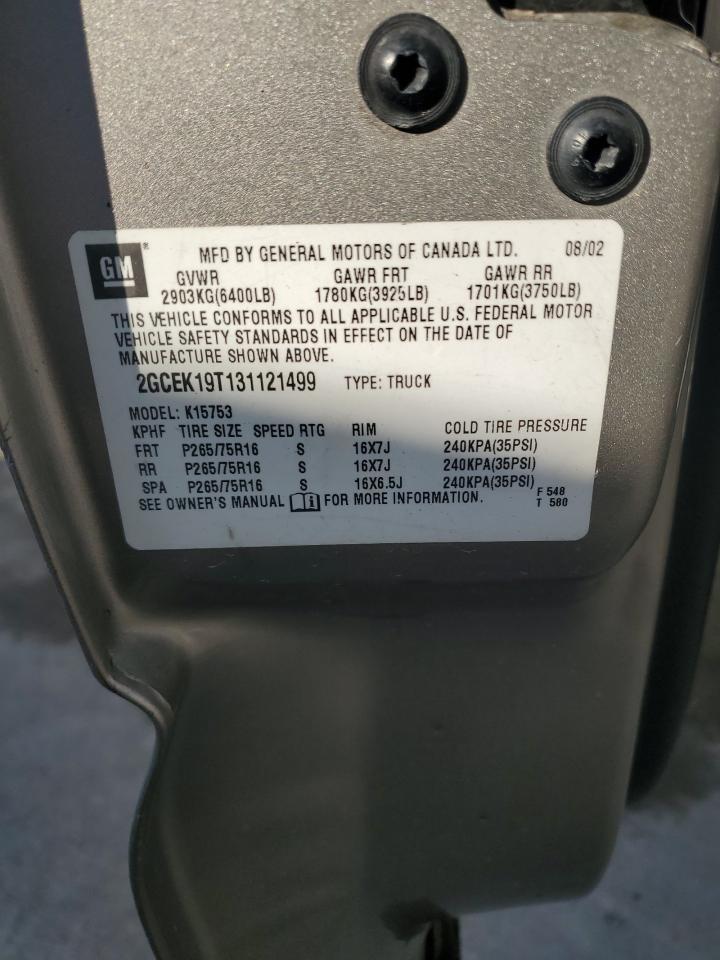 GM ® MFD BY GENERAL MOTORS OF CANADA LTD. 08/02
GVWR GAWR FRT GAWR RR
2903KG(6400LB) 1780KG(3925LB) 1701KG(3750LB)
THIS VEHICLE CONFORMS TO ALL APPLICABLE U.S. FEDERAL MOTOR
VEHICLE SAFETY STANDARDS IN EFFECT ON THE DATE OF
MANUFACTURE SHOWN ABOVE.
2GCEK19T131121499 TYPE: TRUCK
MODEL: K15753
KPHF TIRE SIZE SPEED RTG RIM COLD TIRE PRESSURE
FRT P265/75R16 S 16X7J 240KPA(35PSI)
RR P265/75R16 S 16X7J 240KPA(35PSI)
SPA P265/75R16 S 16X6.5J 240KPA(35PSI)
SEE OWNER'S MANUAL i FOR MORE INFORMATION. F 548
T 580